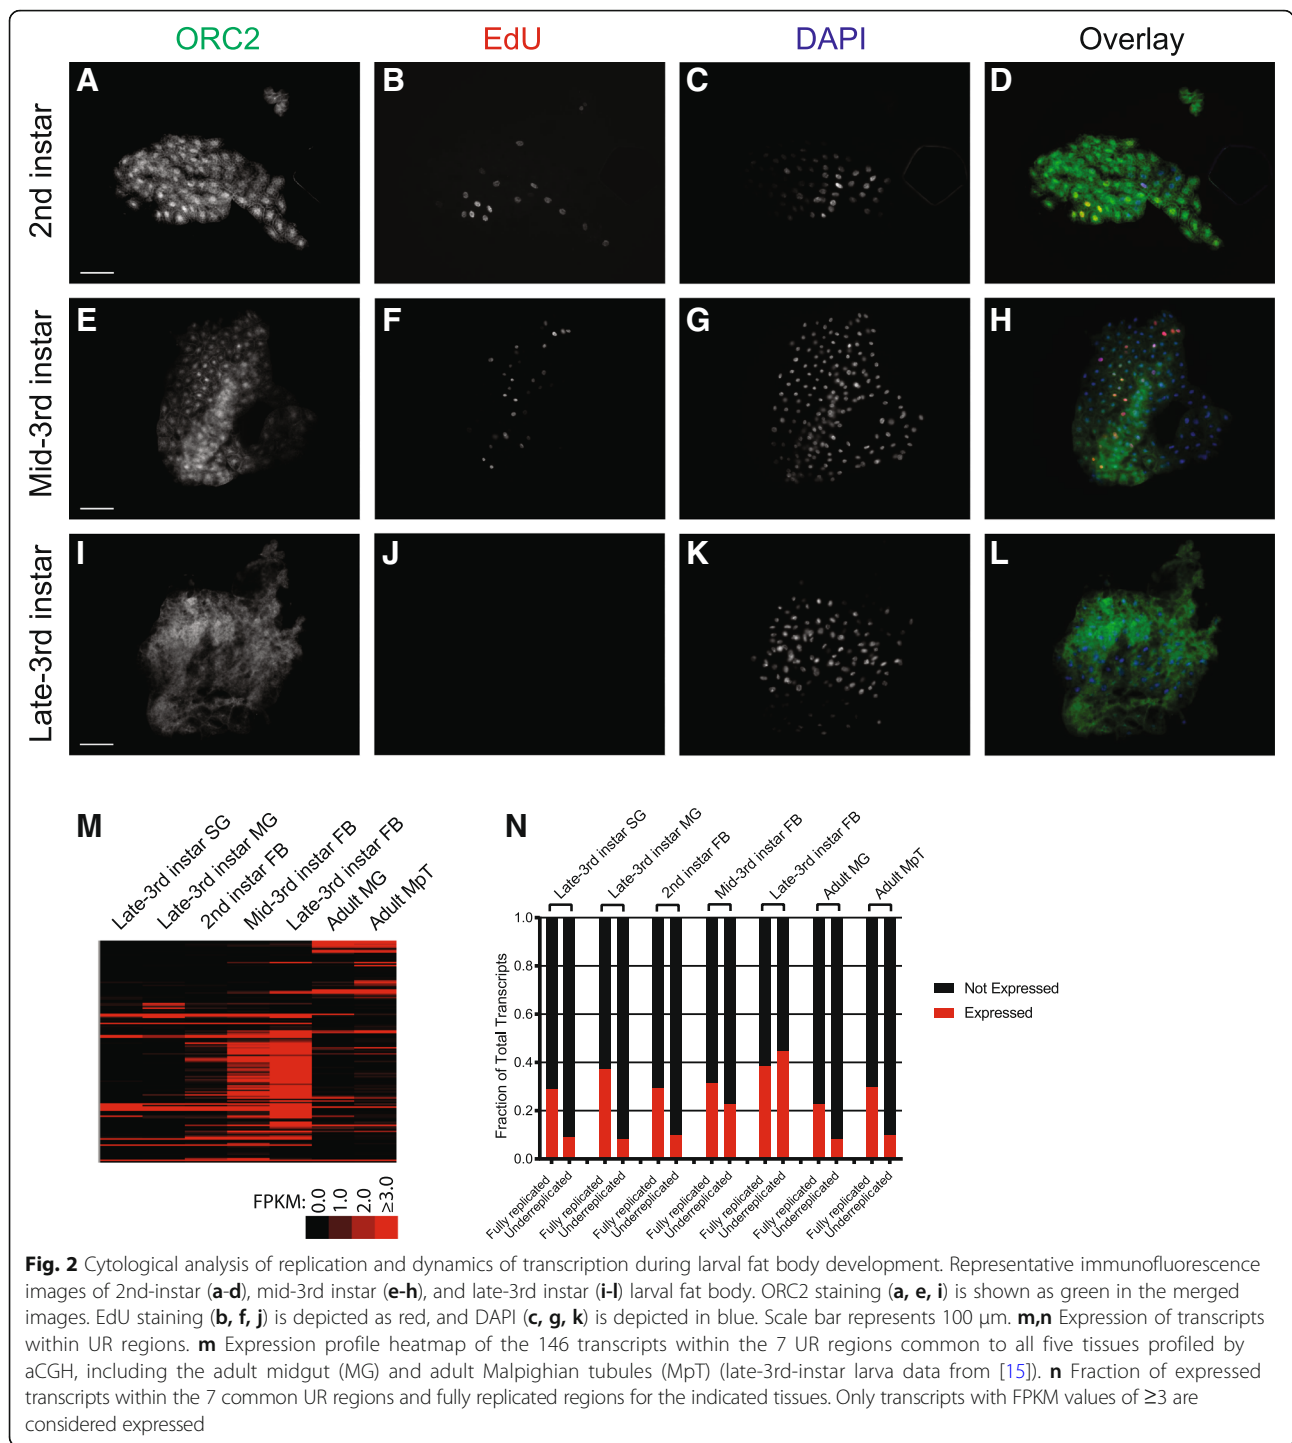 ORC2 EdU DAPI Overlay
2nd instar
A B C D
Mid-3rd instar
E F G H
Late-3rd instar
I J K L
M
Late-3rd instar SG
Late-3rd instar MG
2nd instar FB
Mid-3rd instar FB
Late-3rd instar FB
Adult MG
Adult MpT
FPKM: 0.0 1.0 2.0 ≥3.0
N
Late-3rd instar SG
Late-3rd instar MG
2nd instar FB
Mid-3rd instar FB
Late-3rd instar FB
Adult MG
Adult MpT
Fraction of Total Transcripts
1.0
0.8
0.6
0.4
0.2
0.0
Fully replicated
Underreplicated
Fully replicated
Underreplicated
Fully replicated
Underreplicated
Fully replicated
Underreplicated
Fully replicated
Underreplicated
Fully replicated
Underreplicated
Fully replicated
Underreplicated
Not Expressed
Expressed
Fig. 2 Cytological analysis of replication and dynamics of transcription during larval fat body development. Representative immunofluorescence
images of 2nd-instar (a-d), mid-3rd instar (e-h), and late-3rd instar (i-l) larval fat body. ORC2 staining (a, e, i) is shown as green in the merged
images. EdU staining (b, f, j) is depicted as red, and DAPI (c, g, k) is depicted in blue. Scale bar represents 100 μm. m,n Expression of transcripts
within UR regions. m Expression profile heatmap of the 146 transcripts within the 7 UR regions common to all five tissues profiled by
aCGH, including the adult midgut (MG) and adult Malpighian tubules (MpT) (late-3rd-instar larva data from [15]). n Fraction of expressed
transcripts within the 7 common UR regions and fully replicated regions for the indicated tissues. Only transcripts with FPKM values of ≥3 are
considered expressed